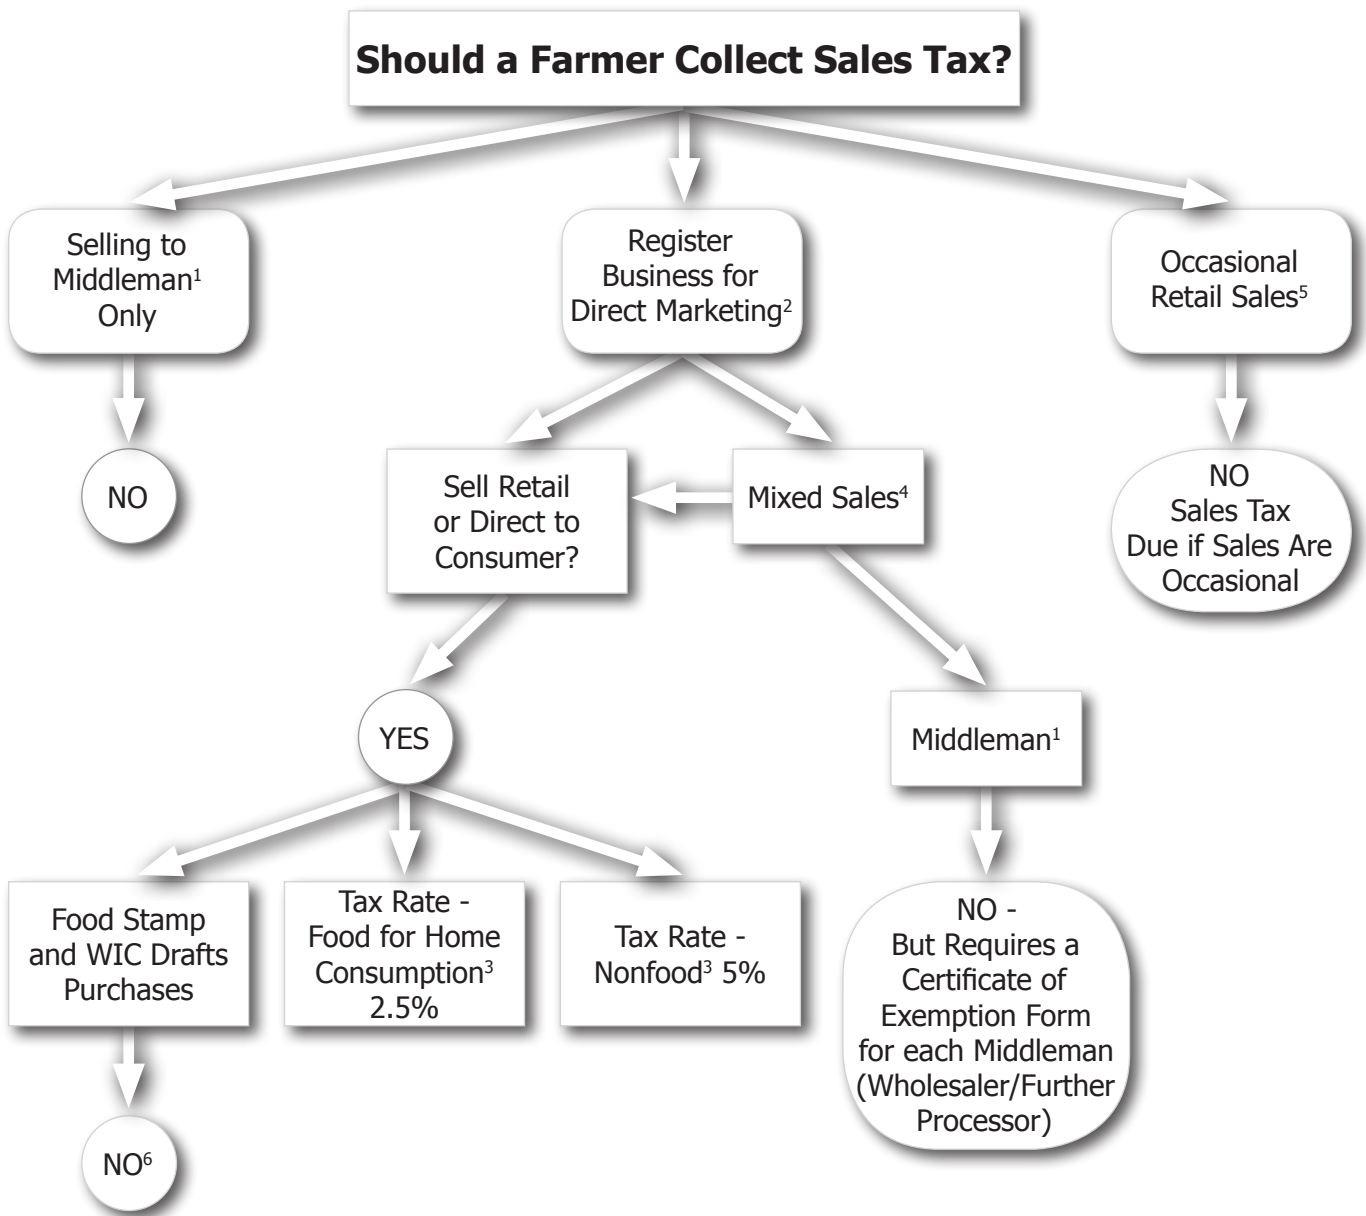 Should a Farmer Collect Sales Tax?
Selling to
Middleman¹
Only
Register
Business for
Direct Marketing²
Occasional
Retail Sales⁵
NO
Sell Retail
or Direct to
Consumer?
Mixed Sales⁴
NO
Sales Tax
Due if Sales Are
Occasional
YES
Middleman¹
Food Stamp
and WIC Drafts
Purchases
Tax Rate -
Food for Home
Consumption³
2.5%
Tax Rate -
Nonfood³ 5%
NO -
But Requires a
Certificate of
Exemption Form
for each Middleman
(Wholesaler/Further
Processor)
NO⁶